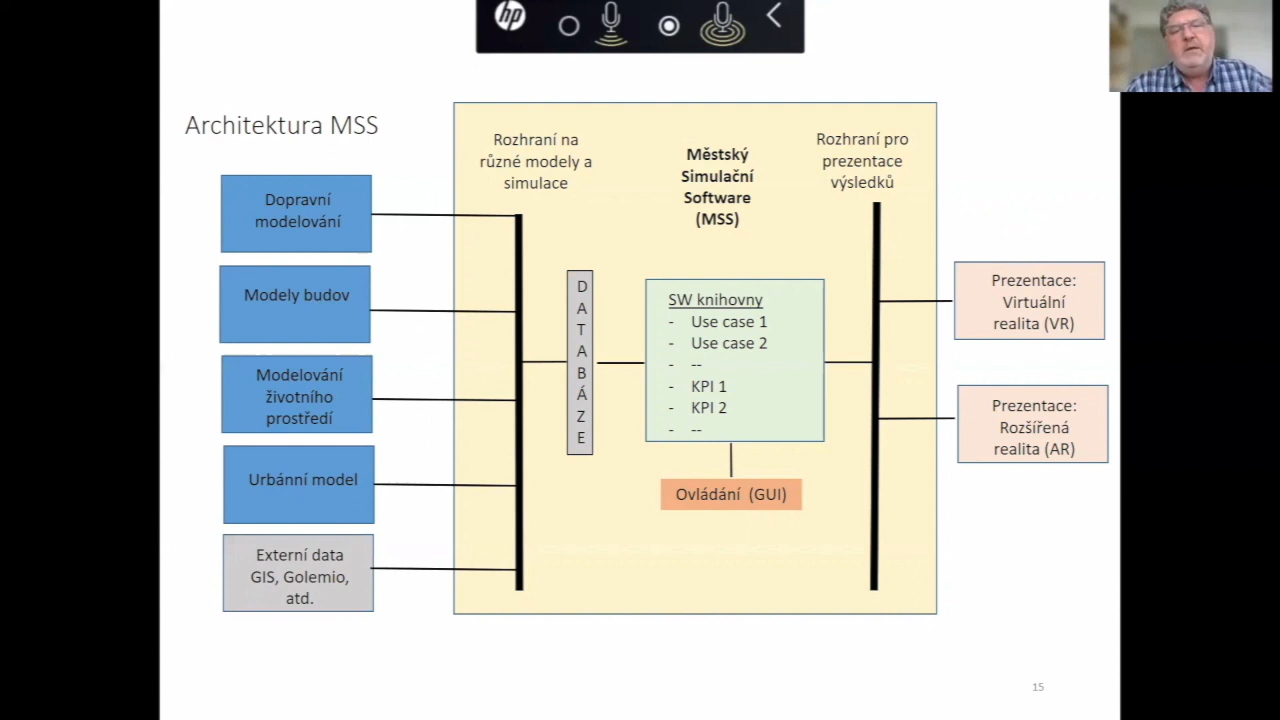 hp
Architektura MSS
Dopravní
modelování
Modely budov
Modelování
životního
prostředí
Urbánní model
Externí data
GIS, Golemio,
atd.
Rozhraní na
různé modely a
simulace
Městský
Simulační
Software
(MSS)
Rozhraní pro
prezentace
výsledků
D
A
T
A
B
Á
Z
E
SW knihovny
- Use case 1
- Use case 2
- --
- KPI 1
- KPI 2
- --
Ovládání (GUI)
Prezentace:
Virtuální
realita (VR)
Prezentace:
Rozšířená
realita (AR)
15